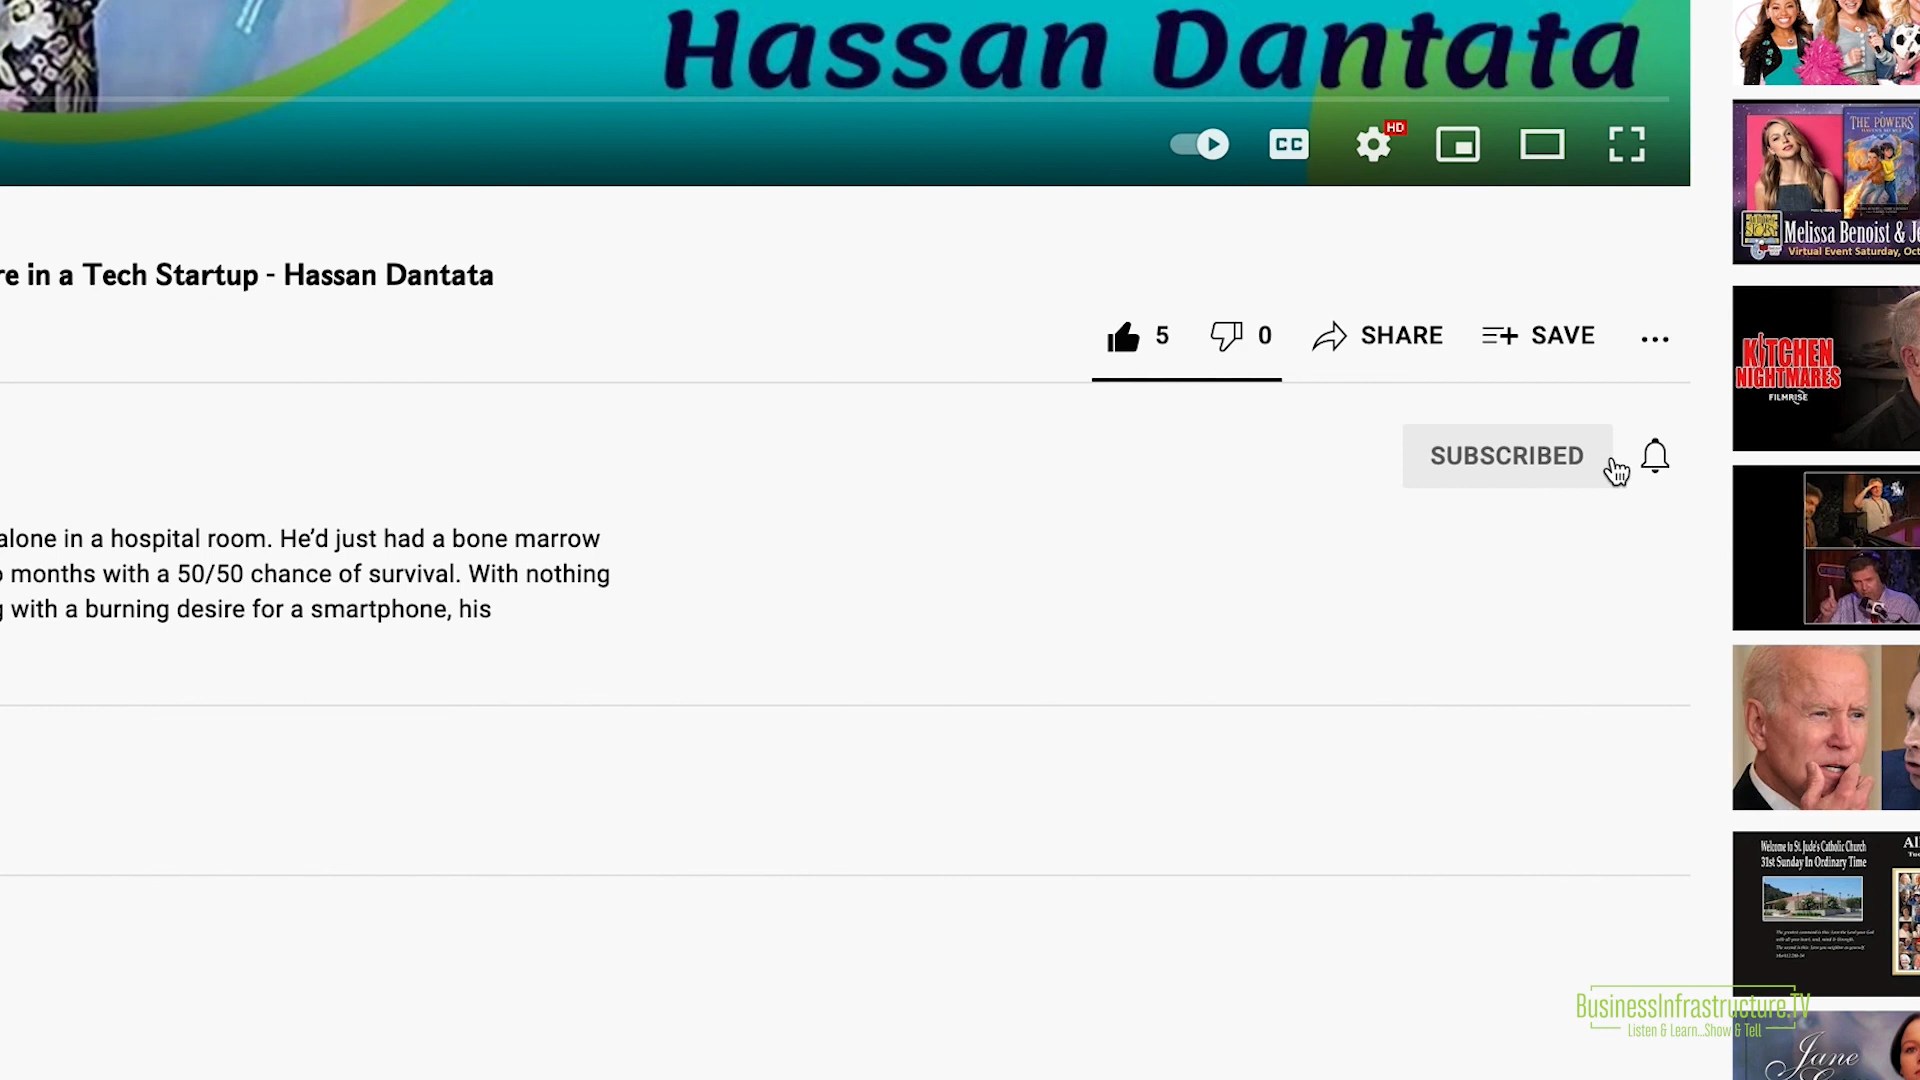 Hassan Dantata
CC
HD
re in a Tech Startup - Hassan Dantata
5
0
SHARE
SAVE
SUBSCRIBED
alone in a hospital room. He'd just had a bone marrow
months with a 50/50 chance of survival. With nothing
with a burning desire for a smartphone, his
THE POWERS
Melissa Benoist & Je
Virtual Event Saturday, Oct
KITCHEN
NIGHTMARES
FILMRISE
Welcome to St. Jude's Catholic Church
31st Sunday In Ordinary Time
All
BusinessInfrastructure.TV
Listen & Learn...Show & Tell
Jane